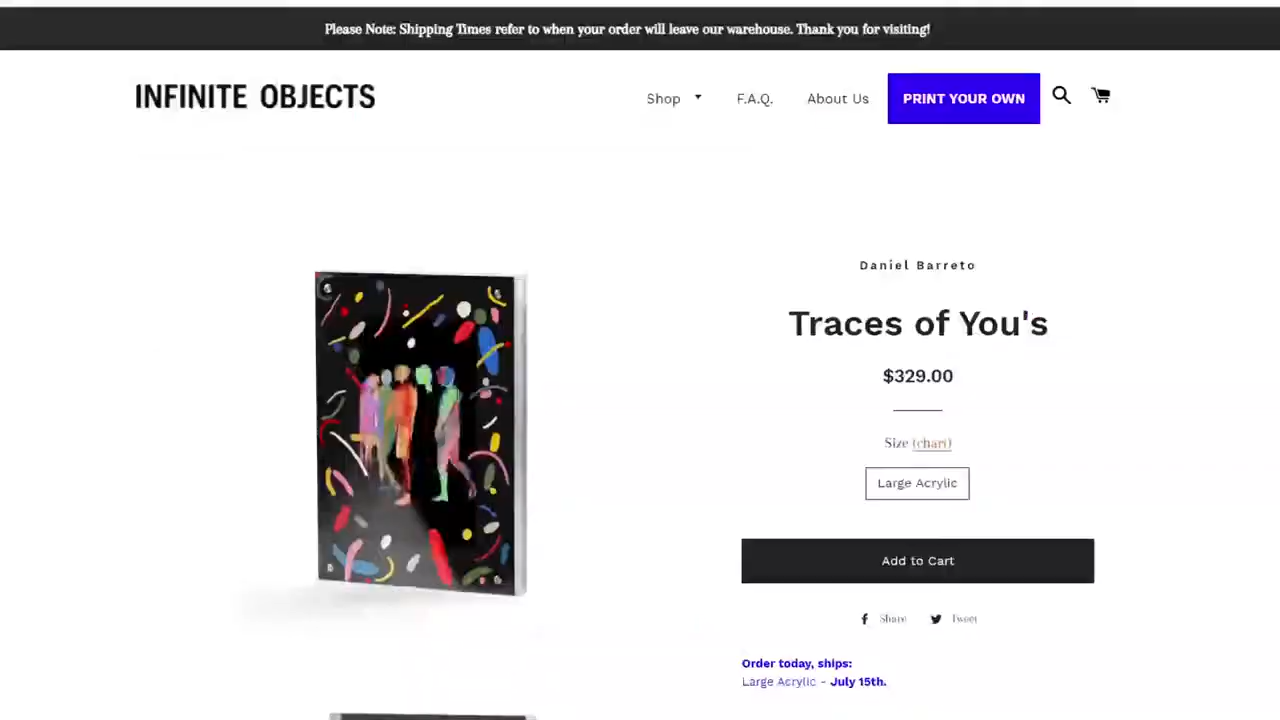 Please Note: Shipping Times refer to when your order will leave our warehouse. Thank you for visiting!
INFINITE OBJECTS
Shop
F.A.Q.
About Us
PRINT YOUR OWN
Daniel Barreto
Traces of You's
$329.00
Size (chart)
Large Acrylic
Add to Cart
Share
Tweet
Order today, ships:
Large Acrylic - July 15th.